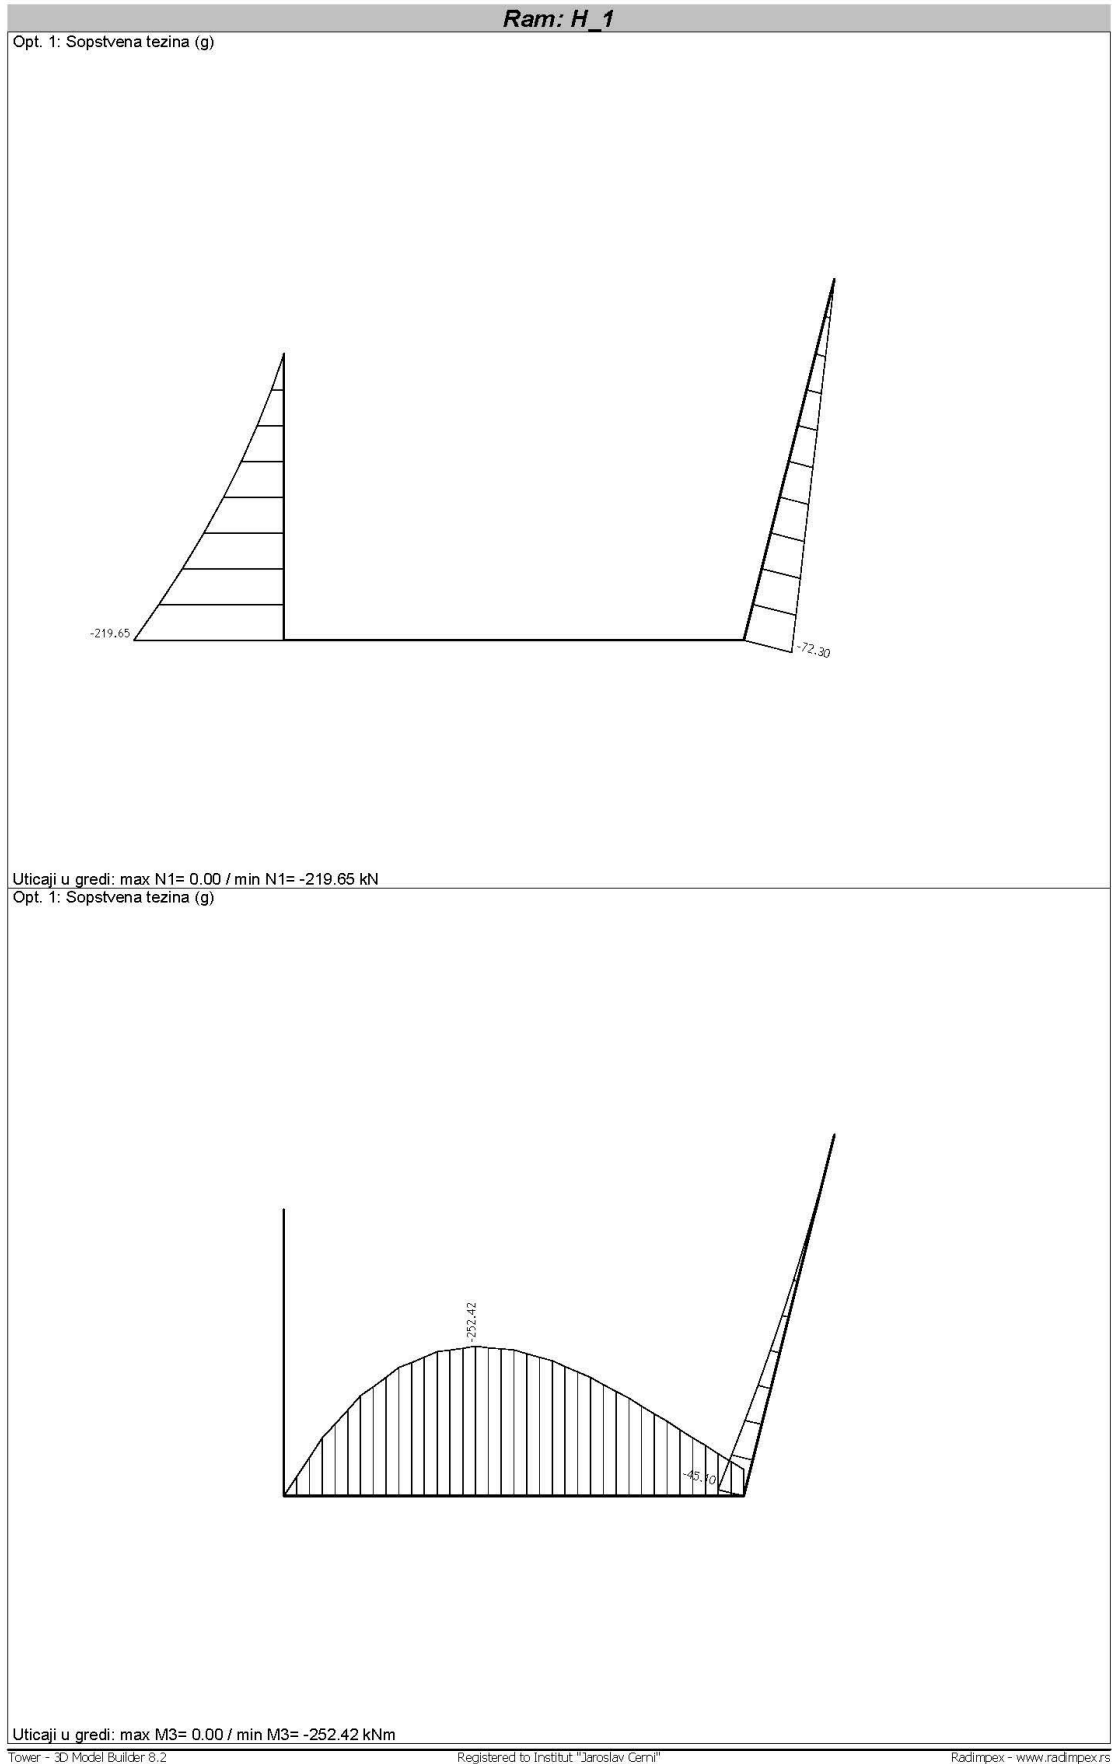 Ram: H_1
Opt. 1: Sopstvena tezina (g)
-219.65
-72.30
Uticaji u gredi: max N1= 0.00 / min N1= -219.65 kN
Opt. 1: Sopstvena tezina (g)
-252.42
-45.40
Uticaji u gredi: max M3= 0.00 / min M3= -252.42 kNm
Tower - 3D Model Builder 8.2
Registered to Institut "Jaroslav Cerni"
Radimpex - www.radimpex.rs